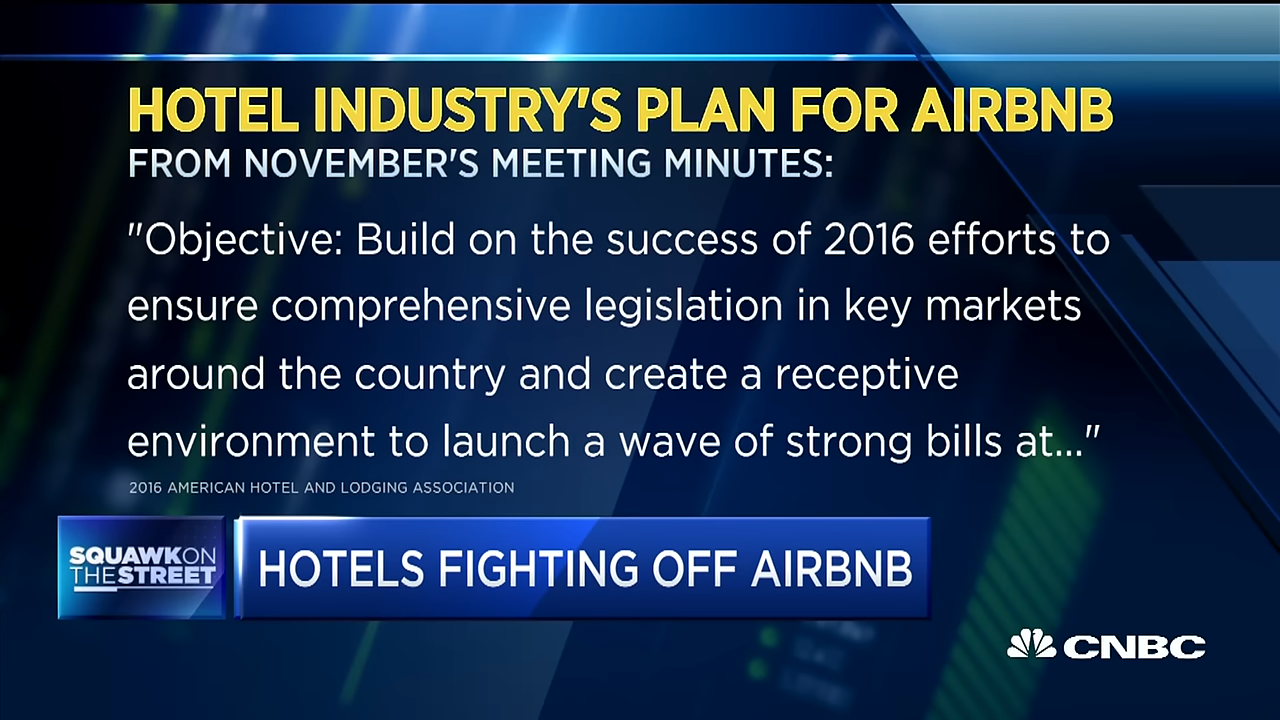 HOTEL INDUSTRY'S PLAN FOR AIRBNB
FROM NOVEMBER'S MEETING MINUTES:
"Objective: Build on the success of 2016 efforts to
ensure comprehensive legislation in key markets
around the country and create a receptive
environment to launch a wave of strong bills at..."
2016 AMERICAN HOTEL AND LODGING ASSOCIATION
SQUAWK ON
THE STREET
HOTELS FIGHTING OFF AIRBNB
CNBC